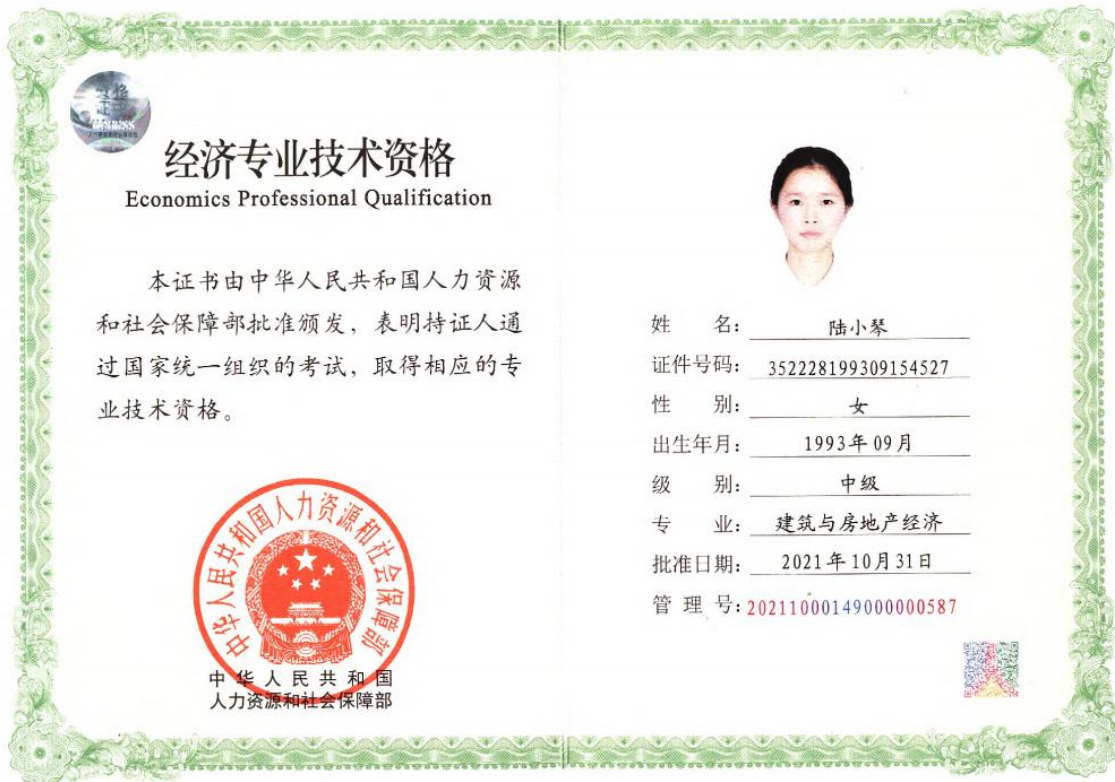 经济专业技术资格
Economics Professional Qualification
本证书由中华人民共和国人力资源
和社会保障部批准颁发，表明持证人通
过国家统一组织的考试，取得相应的专
业技术资格。
中华人民共和国人力资源和社会保障部
中华人民共和国
人力资源和社会保障部
姓 名： 陆小琴
证件号码： 352228199309154527
性 别： 女
出生年月： 1993年09月
级 别： 中级
专 业： 建筑与房地产经济
批准日期： 2021年10月31日
管 理 号：20211000149000000587